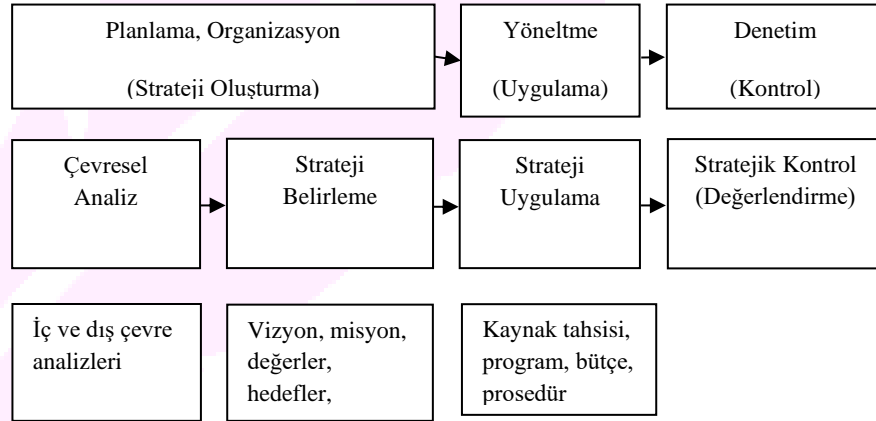 Planlama, Organizasyon
(Strateji Oluşturma)
Yöneltme
(Uygulama)
Denetim
(Kontrol)
Çevresel
Analiz
Strateji
Belirleme
Strateji
Uygulama
Stratejik Kontrol
(Değerlendirme)
İç ve dış çevre
analizleri
Vizyon, misyon,
değerler,
hedefler,
Kaynak tahsisi,
program, bütçe,
prosedür